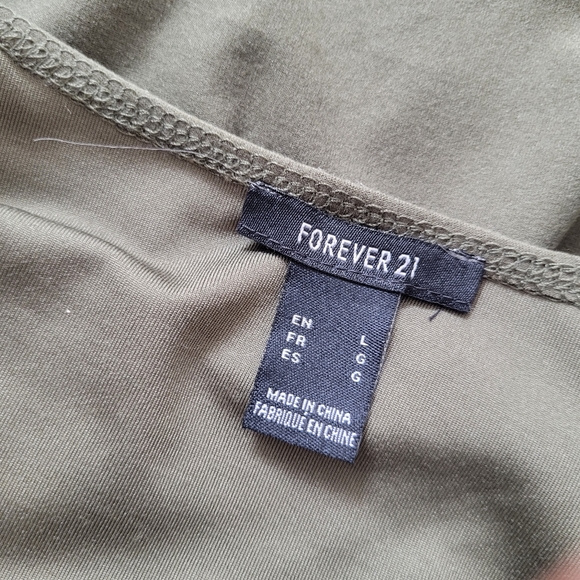 FOREVER 21
EN L
FR G
ES G
MADE IN CHINA
FABRIQUE EN CHINE